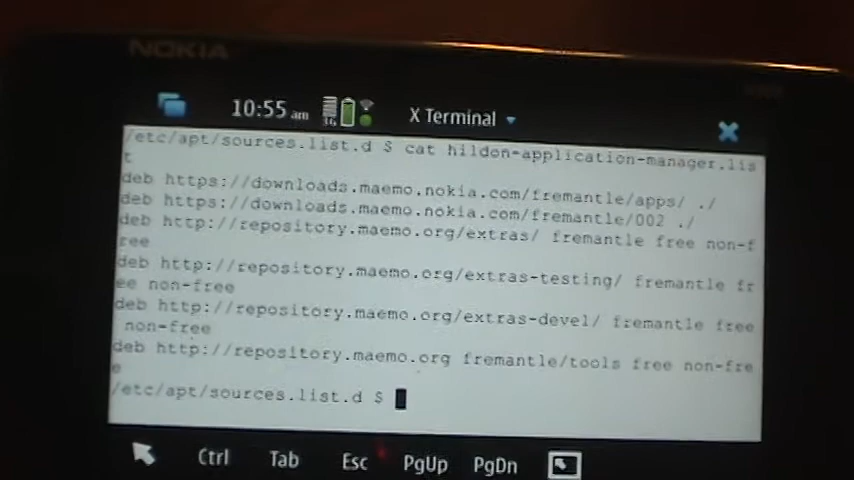 NOKIA
10:55 am 3G X Terminal
/etc/apt/sources.list.d $ cat hildon-application-manager.lis
t
deb https://downloads.maemo.nokia.com/fremantle/apps/ ./
deb https://downloads.maemo.nokia.com/fremantle/002 ./
deb http://repository.maemo.org/extras/ fremantle free non-f
ree
deb http://repository.maemo.org/extras-testing/ fremantle fr
ee non-free
deb http://repository.maemo.org/extras-devel/ fremantle free
non-free
deb http://repository.maemo.org fremantle/tools free non-fre
e
/etc/apt/sources.list.d $
Ctrl Tab Esc PgUp PgDn